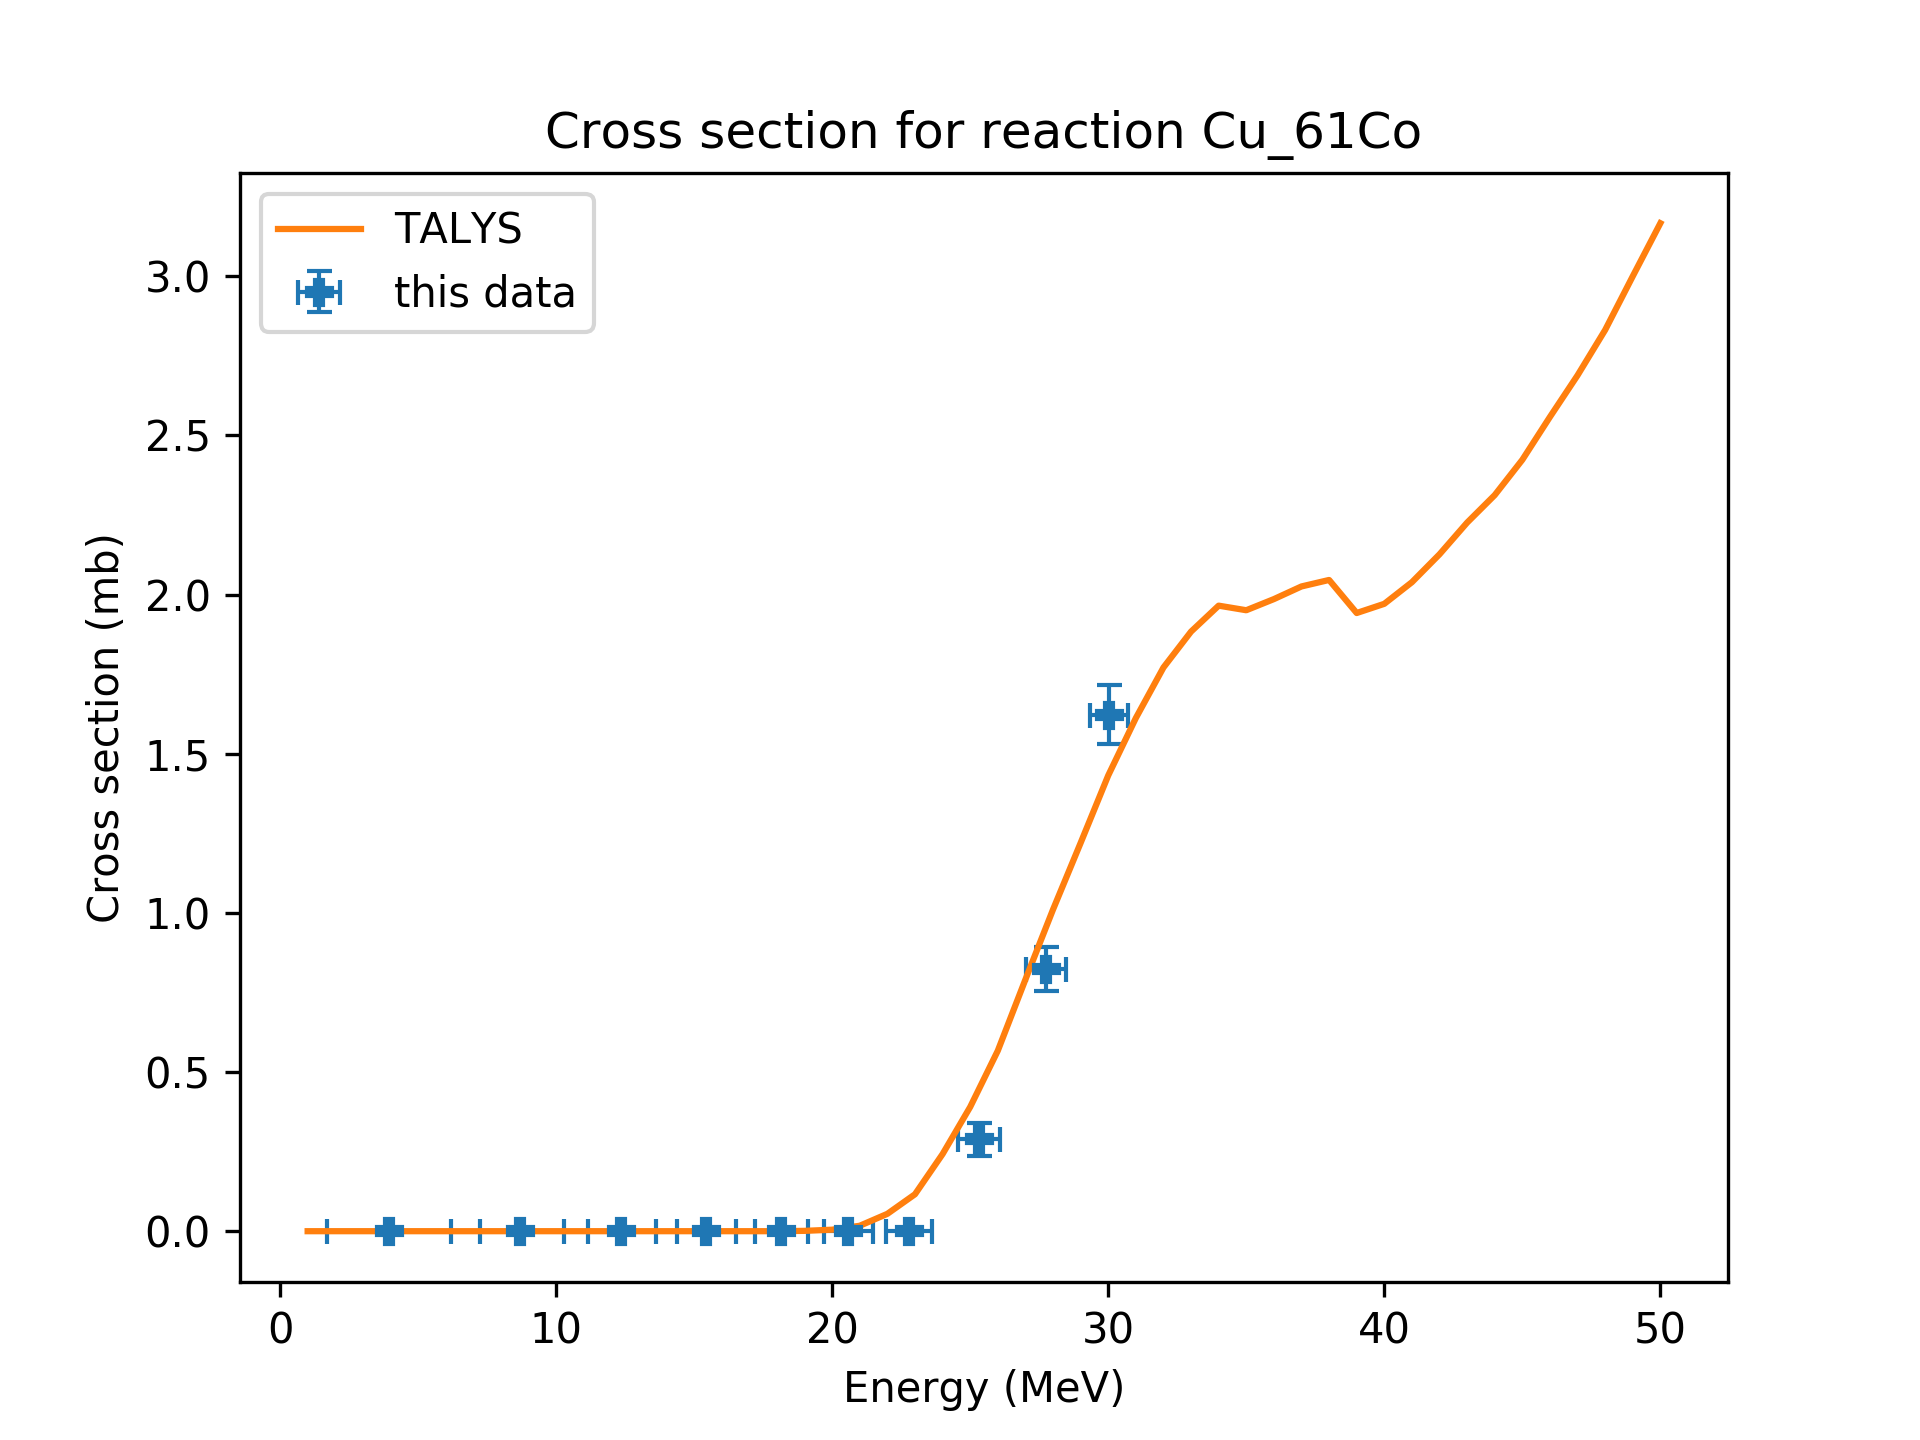 Cross section for reaction Cu_61Co
TALYS
this data
3.0
2.5
2.0
1.5
1.0
0.5
0.0
Cross section (mb)
0 10 20 30 40 50
Energy (MeV)